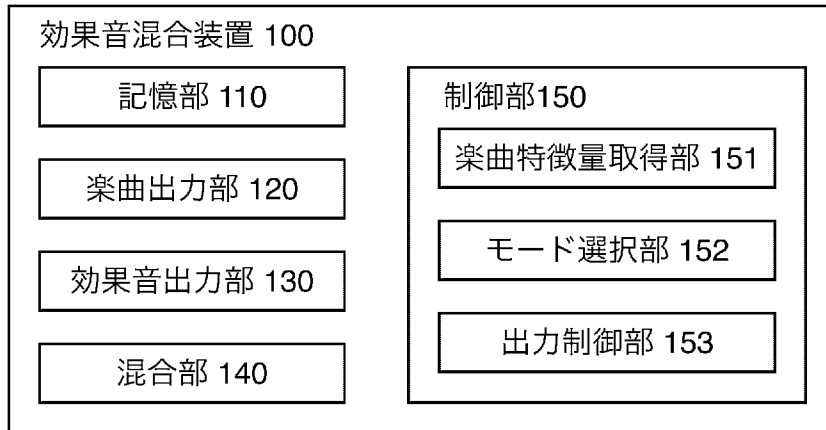 効果音混合装置 100
記憶部 110
楽曲出力部 120
効果音出力部 130
混合部 140
制御部150
楽曲特徴量取得部 151
モード選択部 152
出力制御部 153